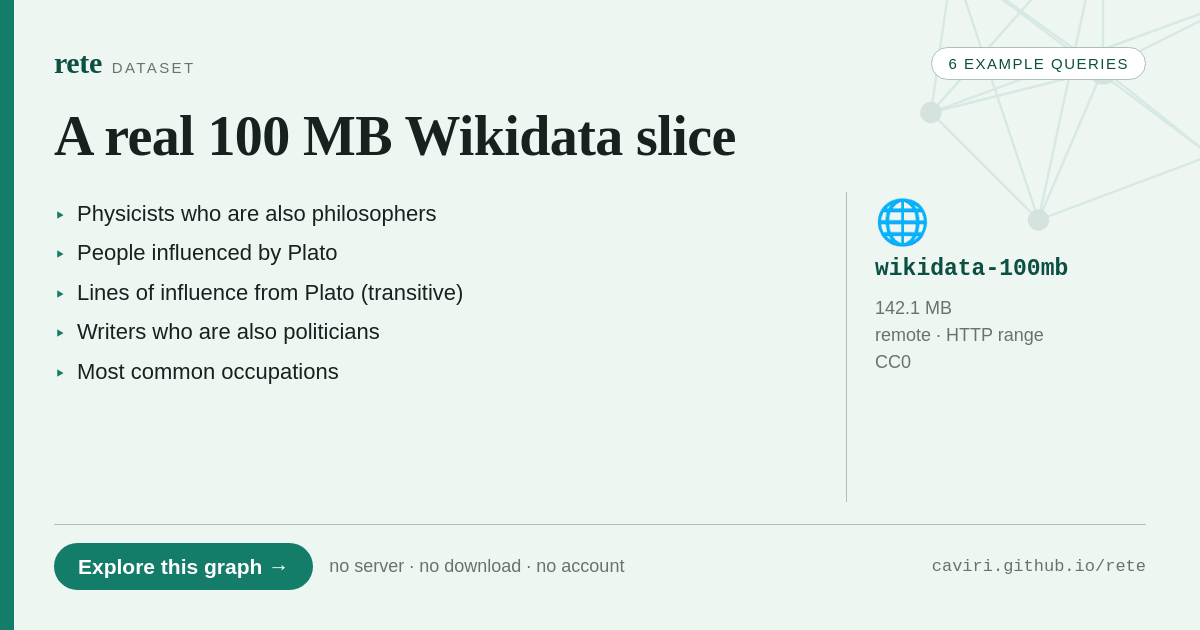 rete DATASET
6 EXAMPLE QUERIES
A real 100 MB Wikidata slice
▸ Physicists who are also philosophers
▸ People influenced by Plato
▸ Lines of influence from Plato (transitive)
▸ Writers who are also politicians
▸ Most common occupations
wikidata-100mb
142.1 MB
remote · HTTP range
CC0
Explore this graph →
no server · no download · no account
caviri.github.io/rete